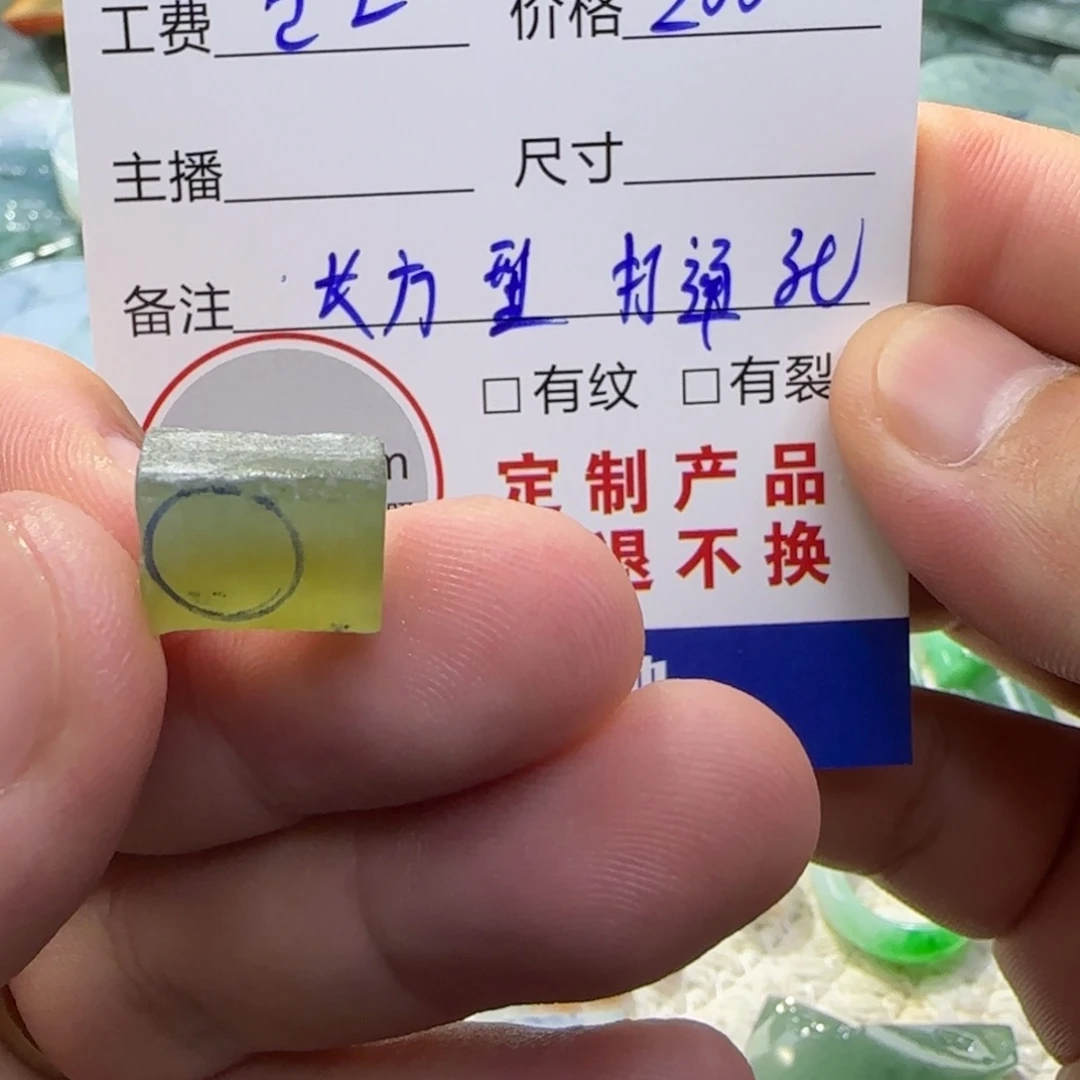 工费 价格 200
主播 尺寸
备注 长方型 打通孔
□有纹 □有裂
m
定制产品
退不换